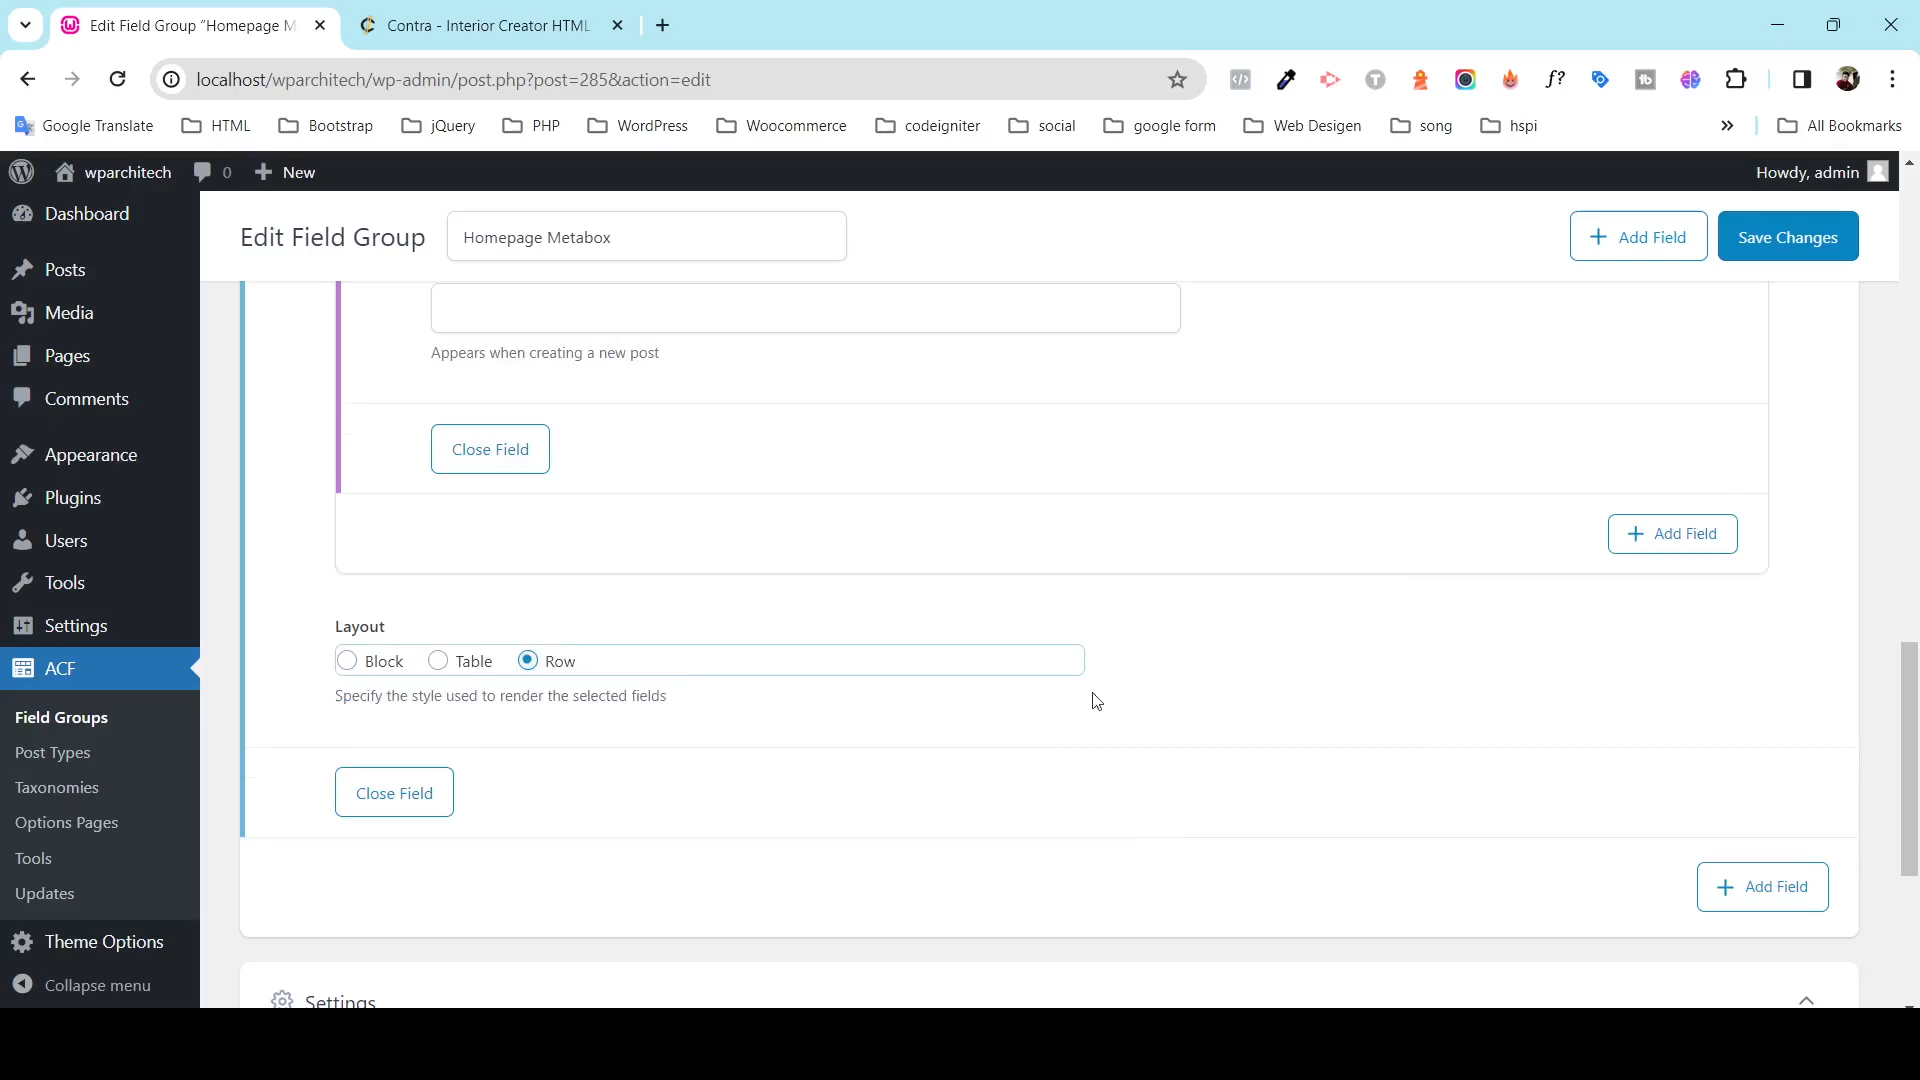 Edit Field Group "Homepage M
Contra - Interior Creator HTML
localhost/wparchitech/wp-admin/post.php?post=285&action=edit
Google Translate
HTML
Bootstrap
jQuery
PHP
WordPress
Woocommerce
codeigniter
social
google form
Web Desigen
song
hspi
All Bookmarks
wparchitech
0
New
Howdy, admin
Dashboard
Posts
Media
Pages
Comments
Appearance
Plugins
Users
Tools
Settings
ACF
Field Groups
Post Types
Taxonomies
Options Pages
Tools
Updates
Theme Options
Collapse menu
Edit Field Group
Homepage Metabox
Add Field
Save Changes
Appears when creating a new post
Close Field
Add Field
Layout
Block
Table
Row
Specify the style used to render the selected fields
Close Field
Add Field
Settings